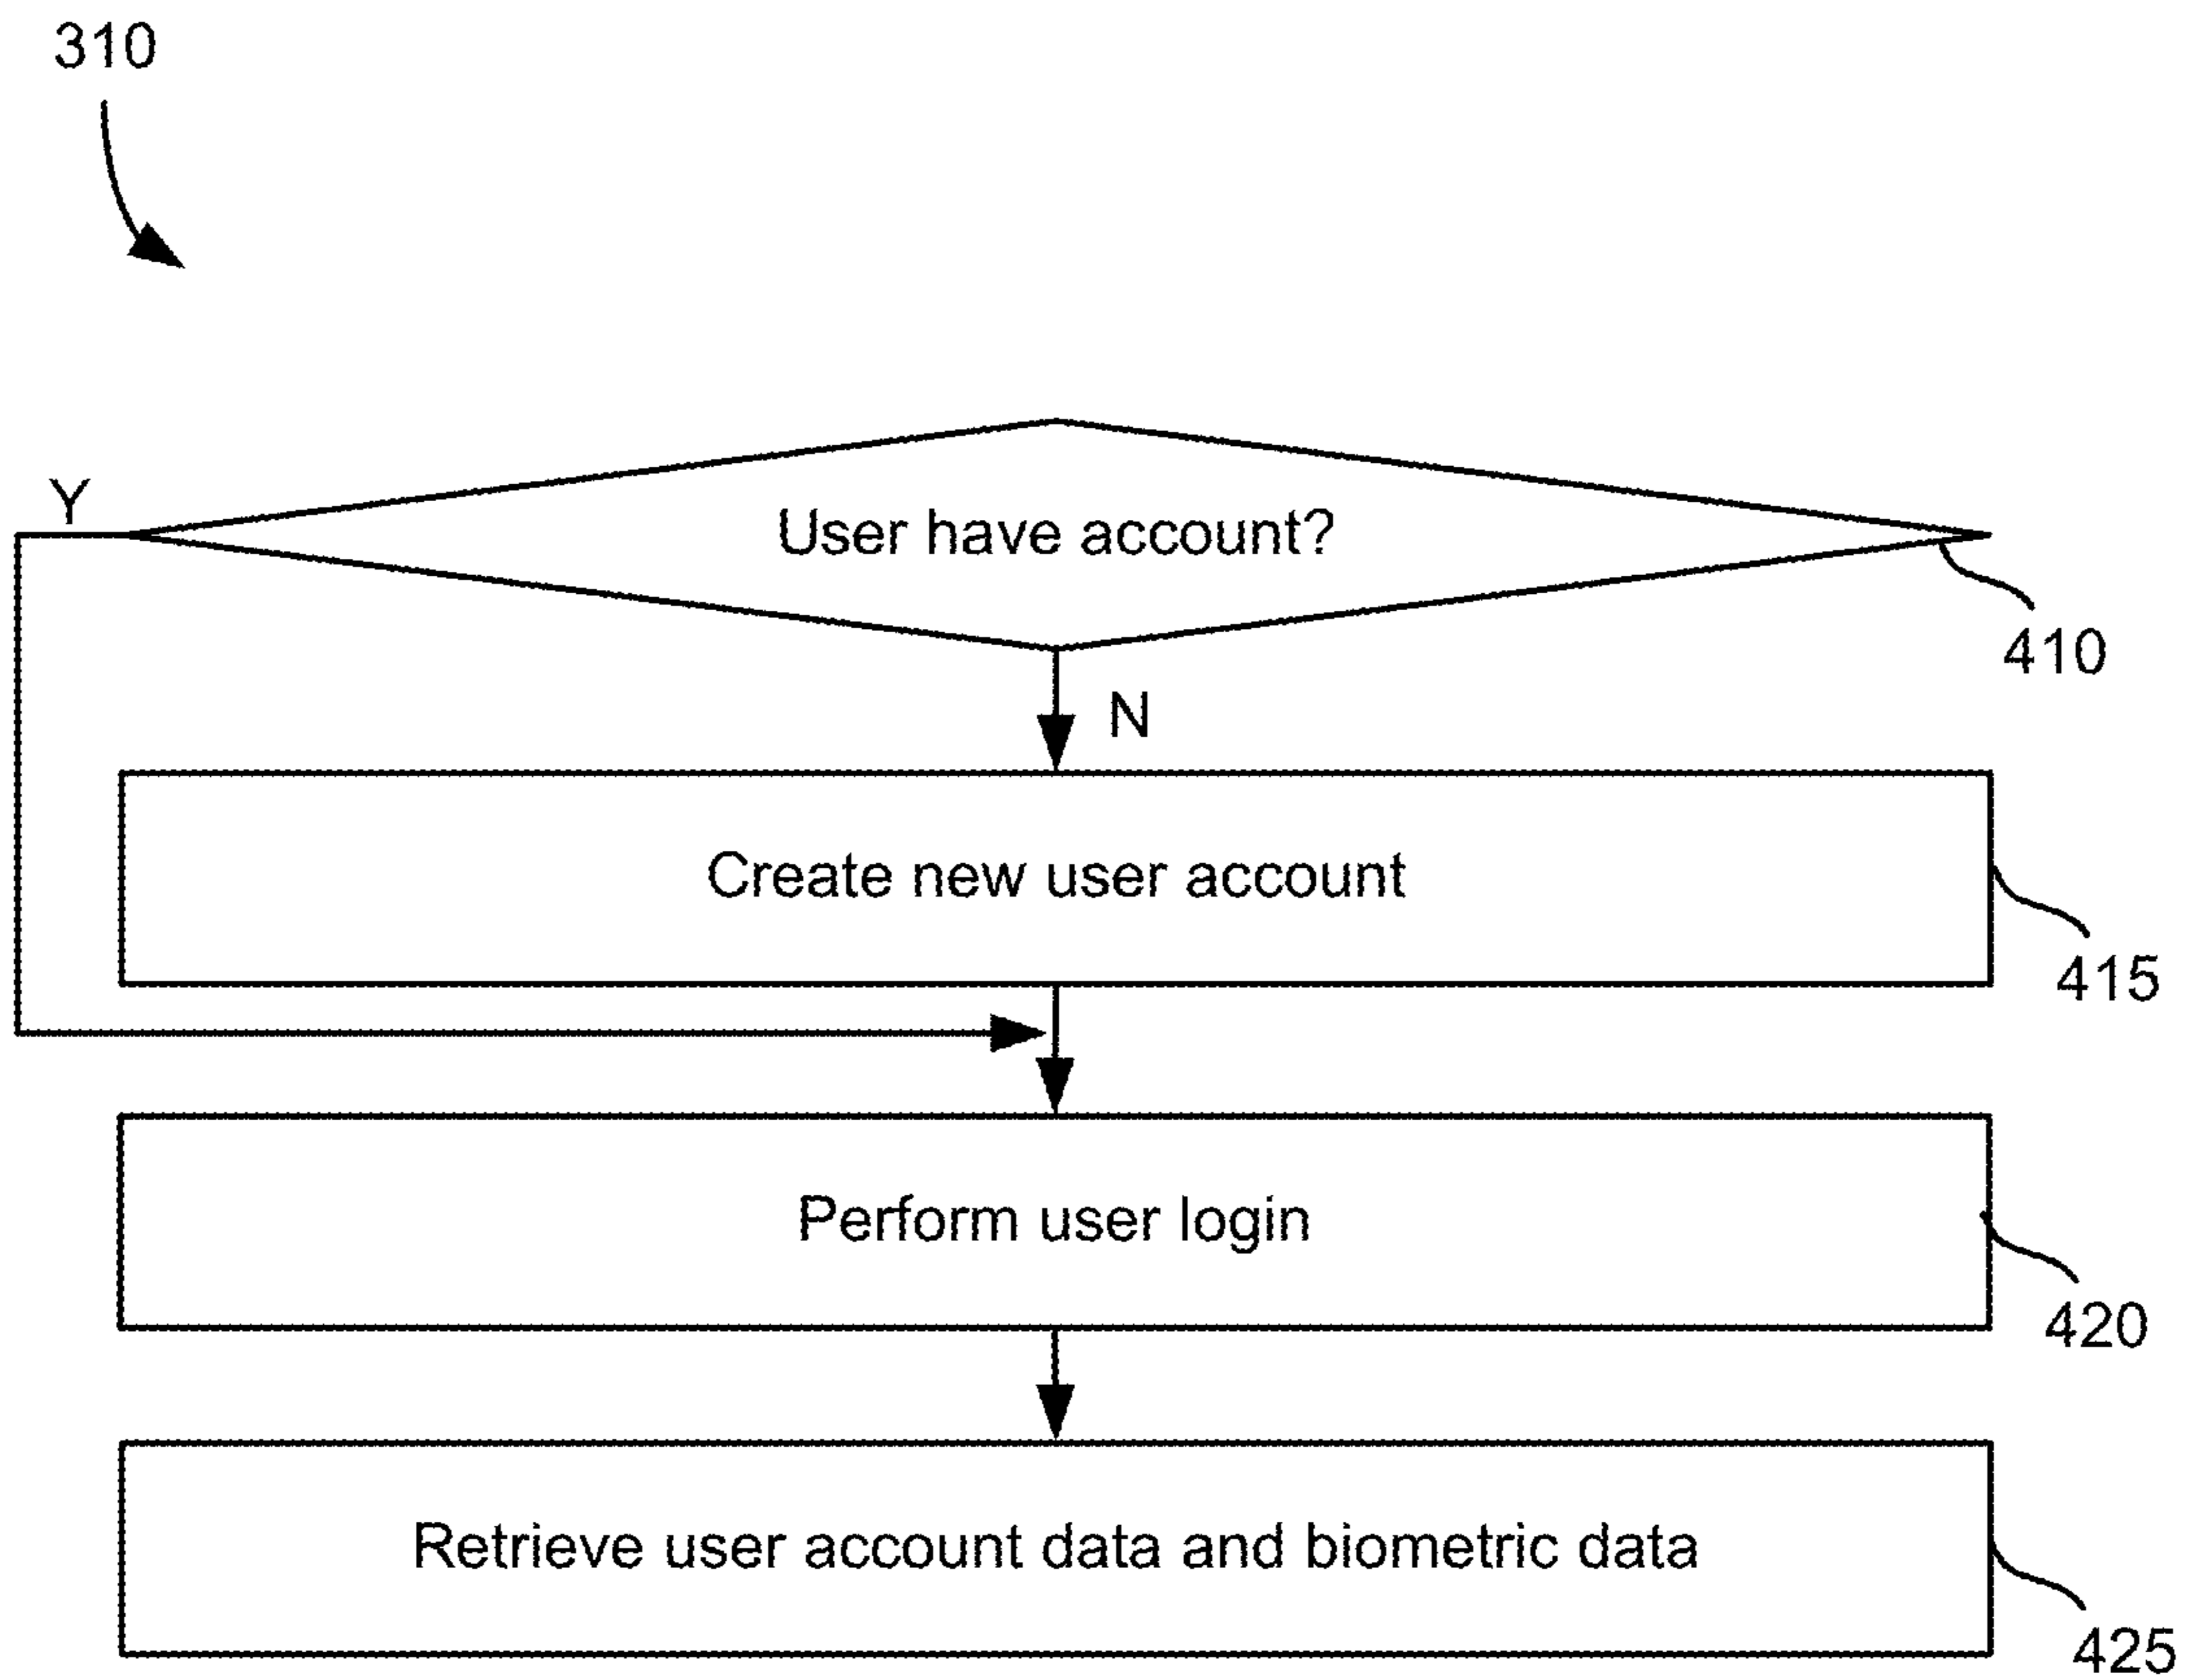 310
Y
User have account?
410
N
Create new user account
415
Perform user login
420
Retrieve user account data and biometric data
425